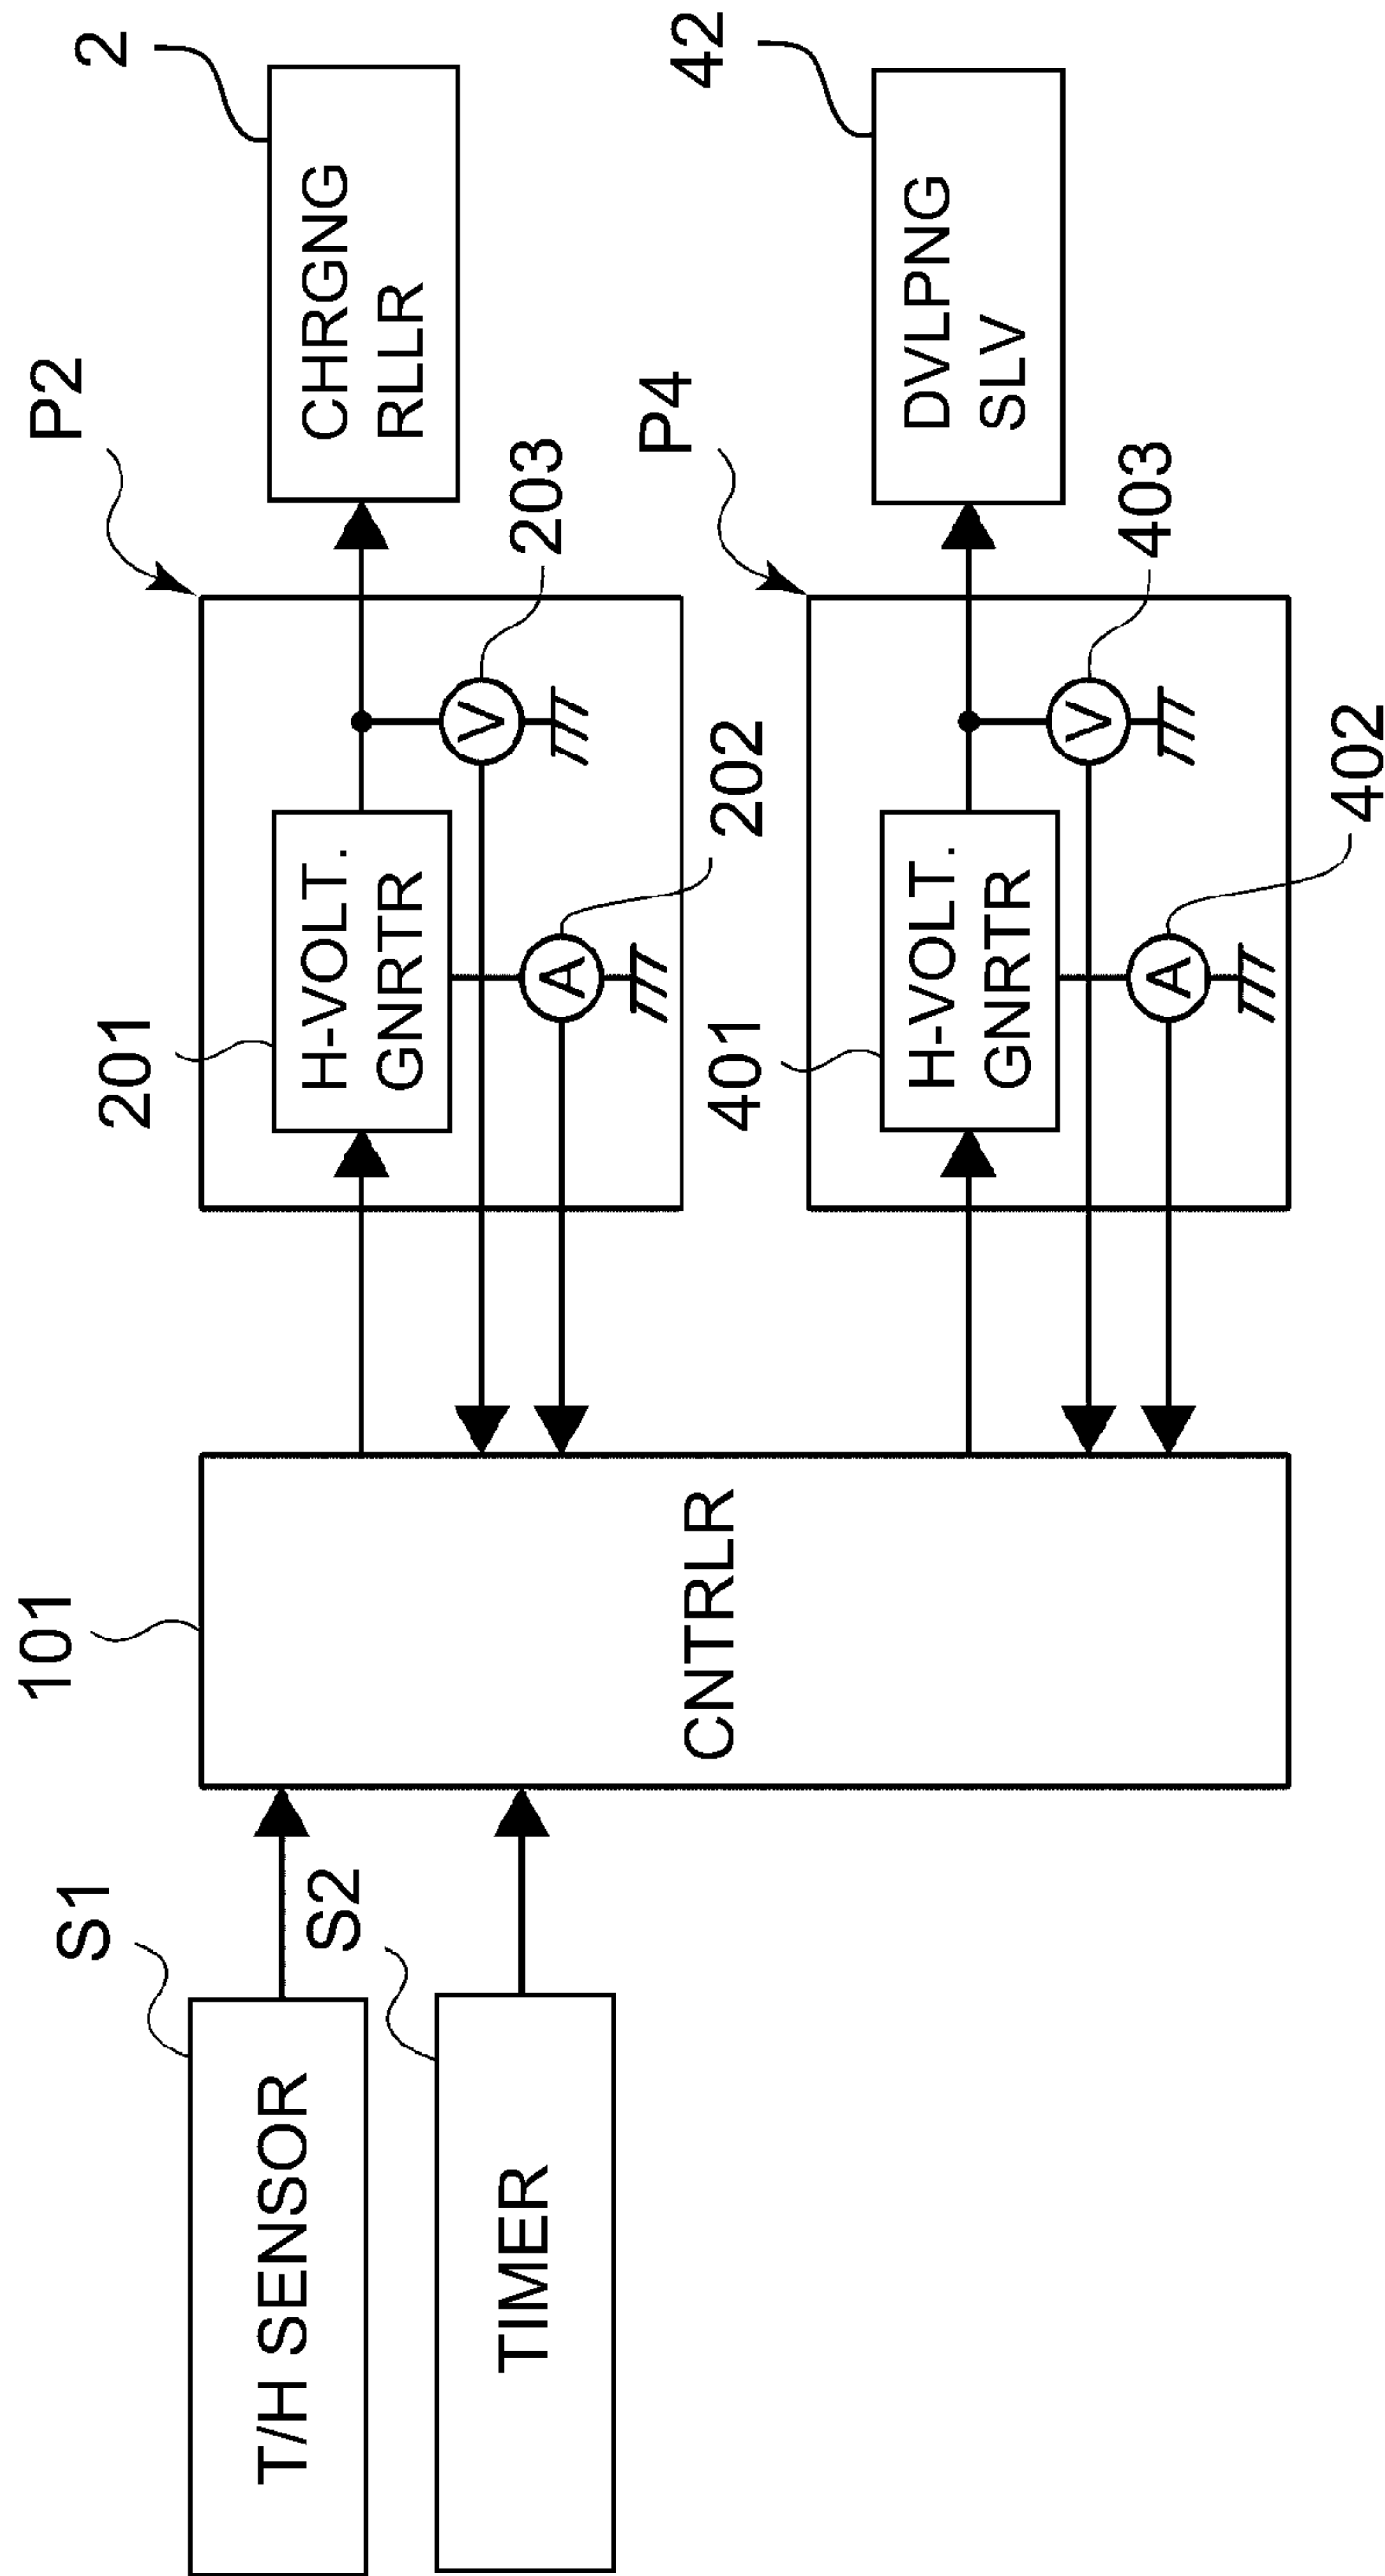 2
P2
CHRGNG
RLLR
203
201
H-VOLT.
GNRTR
V
A
202
101
S1
T/H SENSOR
S2
TIMER
CNTRLR
42
P4
DVLPNG
SLV
403
401
H-VOLT.
GNRTR
V
A
402